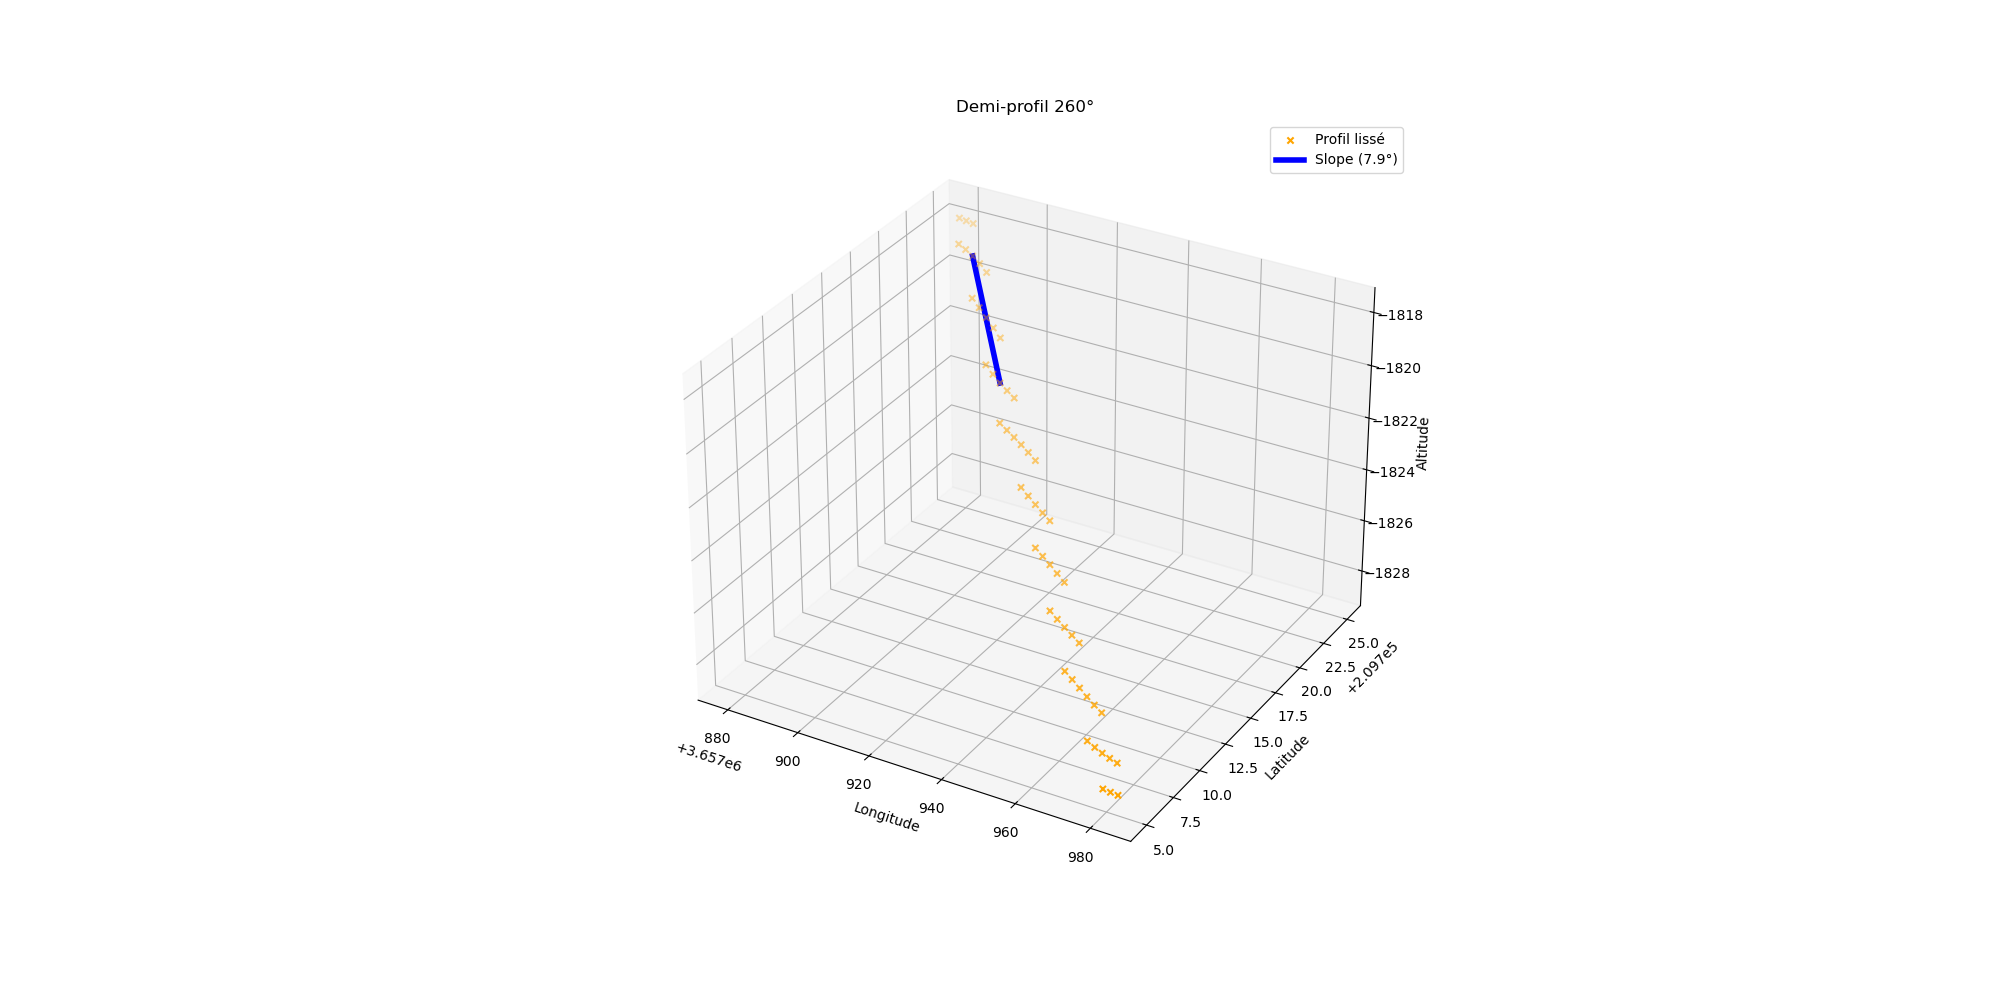 Demi-profil 260°
Profil lissé
Slope (7.9°)
−1818
−1820
−1822
−1824
−1826
−1828
Altitude
25.0
22.5
20.0
17.5
15.0
12.5
10.0
7.5
5.0
+2.097e5
Latitude
880
900
920
940
960
980
+3.657e6
Longitude